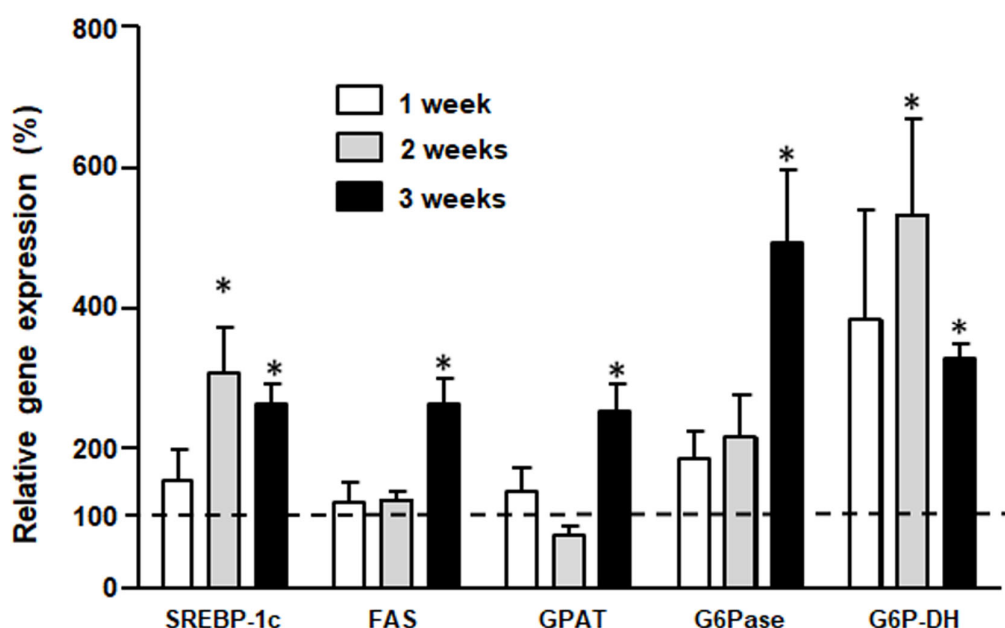 Relative gene expression (%)
800
600
400
200
100
0
1 week
2 weeks
3 weeks
*
*
*
*
*
*
*
SREBP-1c FAS GPAT G6Pase G6P-DH